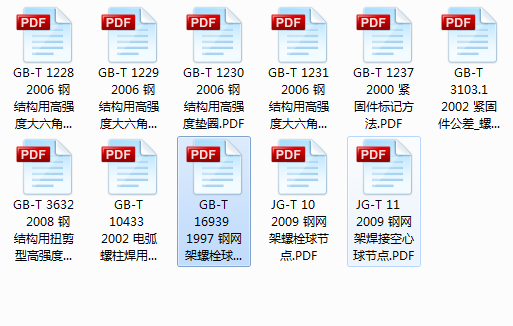 PDF PDF PDF PDF PDF PDF
GB-T 1228 GB-T 1229 GB-T 1230 GB-T 1231 GB-T 1237 GB-T
2006 钢 2006 钢 2006 钢 2006 钢 2000 紧 3103.1
结构用高强 结构用高强 结构用高强 结构用高强 固件标记方 2002 紧固
度大六角... 度大六角... 度垫圈.PDF 度大六角... 法.PDF 件公差_螺...
PDF PDF PDF PDF PDF
GB-T 3632 GB-T GB-T JG-T 10 JG-T 11
2008 钢 10433 16939 2009 钢网 2009 钢网
结构用扭剪 2002 电弧 1997 钢网 架螺栓球节 架焊接空心
型高强度... 螺柱焊用... 架螺栓球... 点.PDF 球节点.PDF